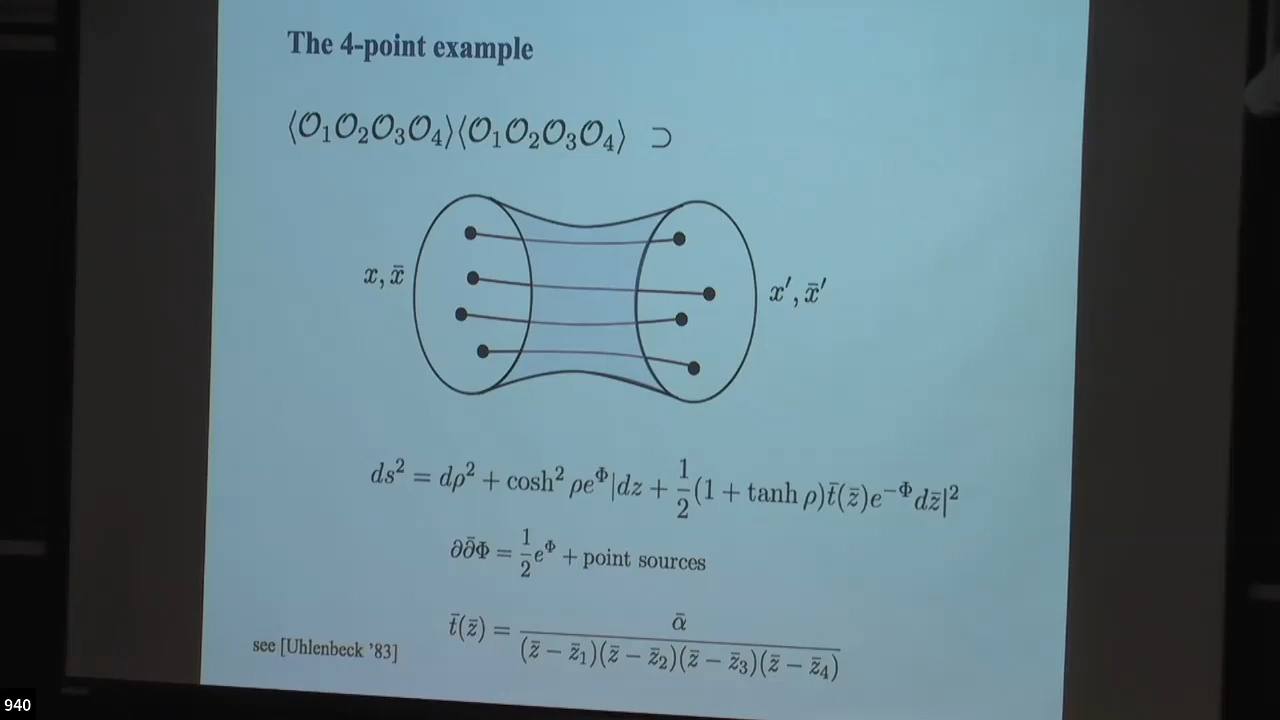 The 4-point example
⟨O₁O₂O₃O₄⟩⟨O₁O₂O₃O₄⟩ ⊃
x, x̄
x′, x̄′
ds² = dρ² + cosh² ρe^Φ|dz + 1/2(1 + tanh ρ)t̄(z̄)e^−Φ dz̄|²
∂∂̄Φ = 1/2 e^Φ + point sources
t̄(z̄) = ᾱ/((z̄ − z̄₁)(z̄ − z̄₂)(z̄ − z̄₃)(z̄ − z̄₄))
see [Uhlenbeck '83]
940